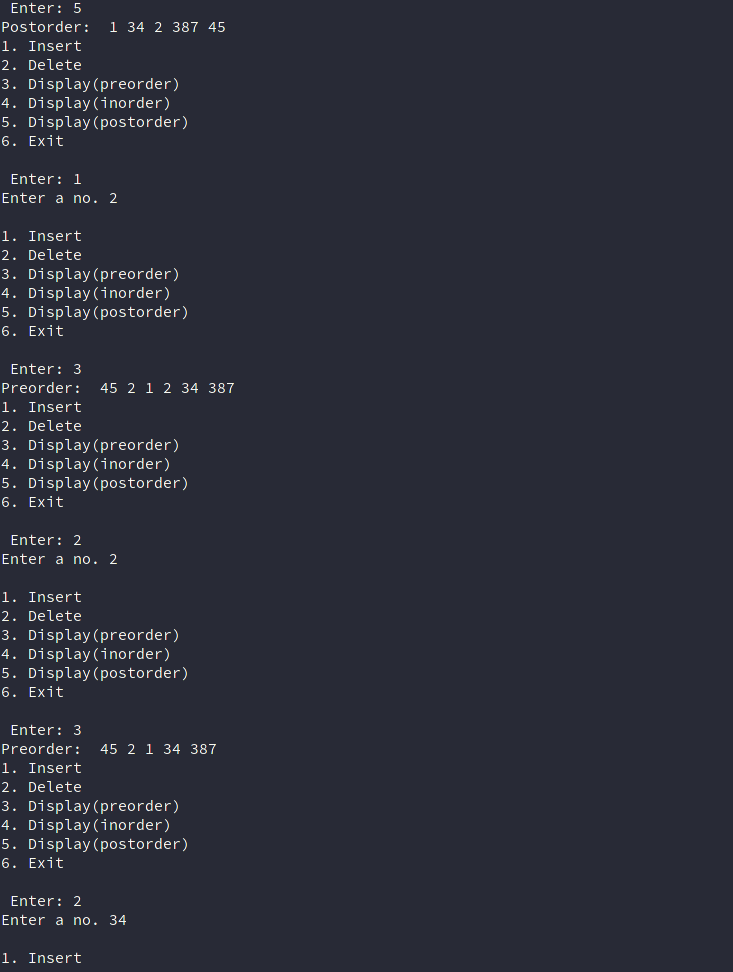 Enter: 5
Postorder:  1 34 2 387 45
1. Insert
2. Delete
3. Display(preorder)
4. Display(inorder)
5. Display(postorder)
6. Exit
Enter: 1
Enter a no. 2
1. Insert
2. Delete
3. Display(preorder)
4. Display(inorder)
5. Display(postorder)
6. Exit
Enter: 3
Preorder:  45 2 1 2 34 387
1. Insert
2. Delete
3. Display(preorder)
4. Display(inorder)
5. Display(postorder)
6. Exit
Enter: 2
Enter a no. 2
1. Insert
2. Delete
3. Display(preorder)
4. Display(inorder)
5. Display(postorder)
6. Exit
Enter: 3
Preorder:  45 2 1 34 387
1. Insert
2. Delete
3. Display(preorder)
4. Display(inorder)
5. Display(postorder)
6. Exit
Enter: 2
Enter a no. 34
1. Insert